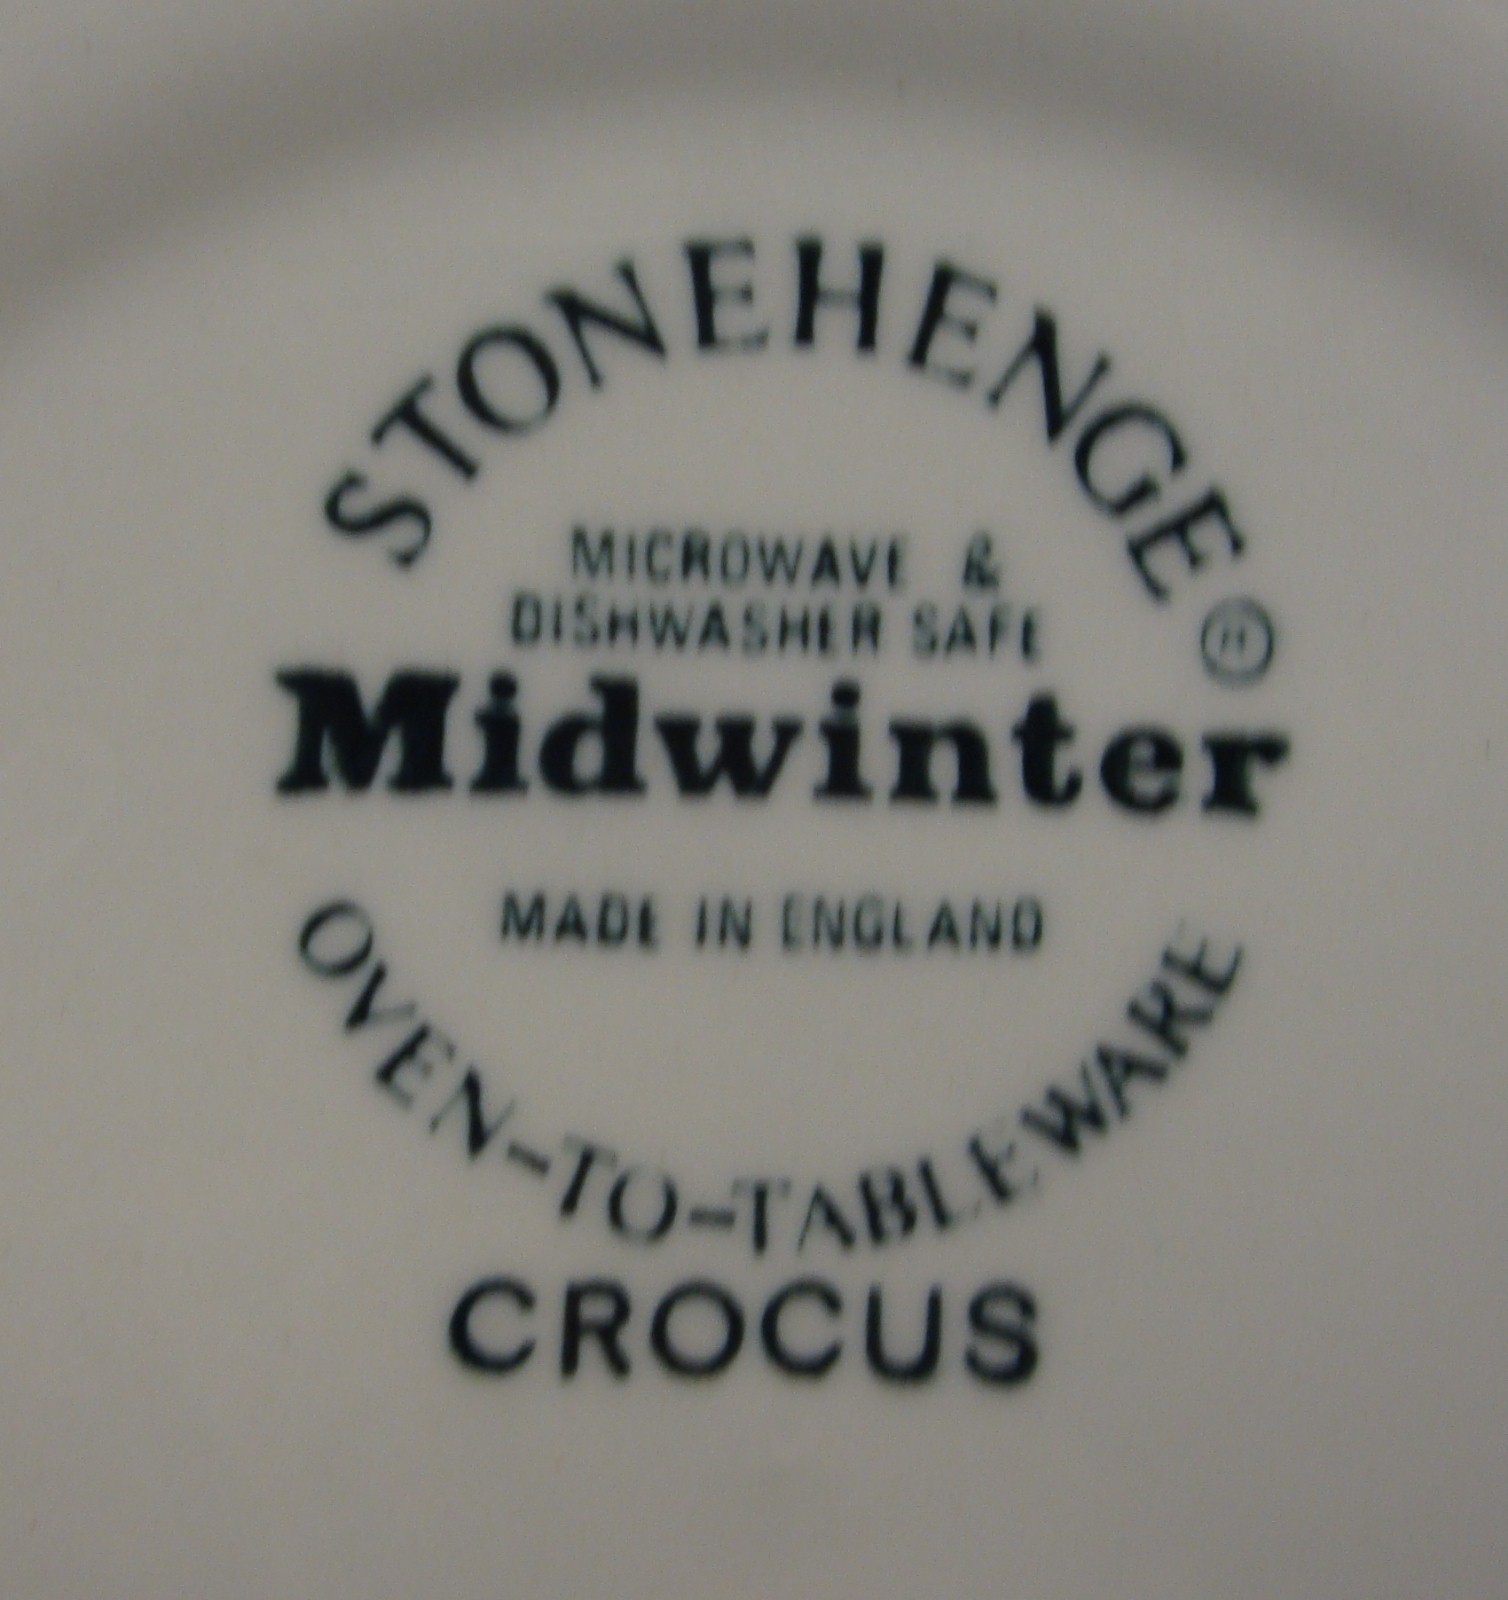 STONEHENGE®
MICROWAVE &
DISHWASHER SAFE
Midwinter
MADE IN ENGLAND
OVEN-TO-TABLEWARE
CROCUS